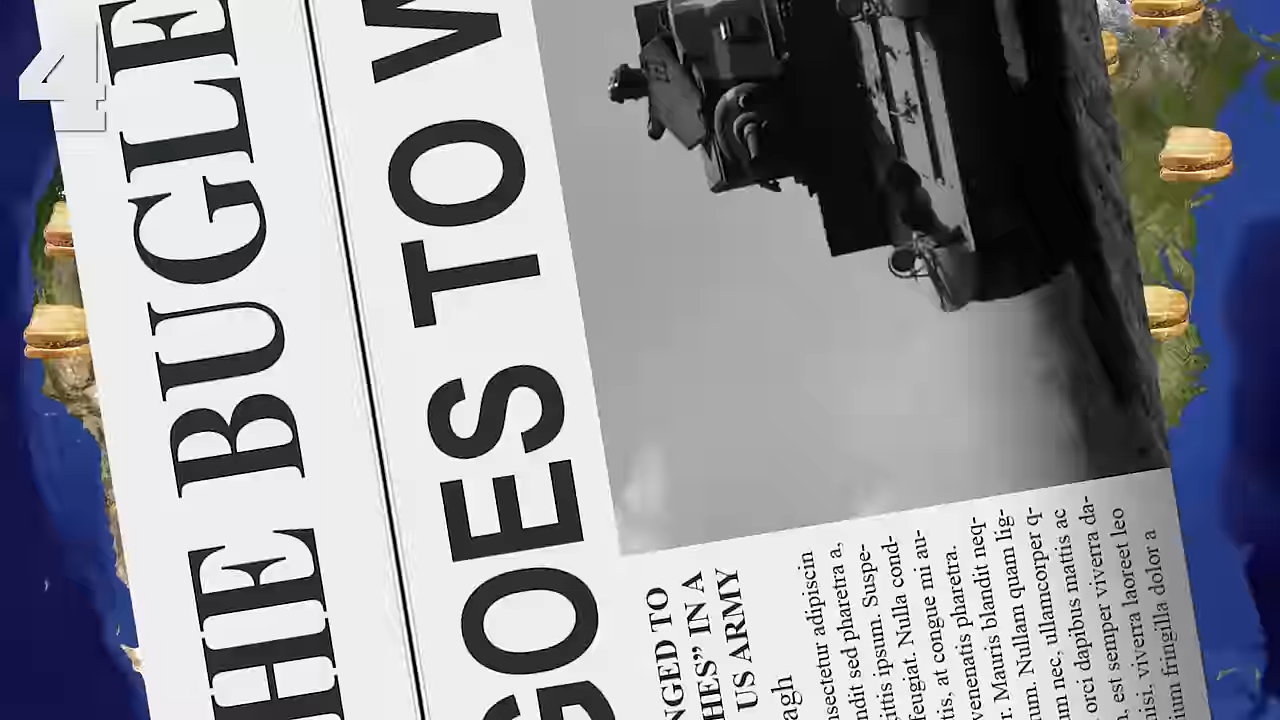 4
HE BUGLE
GOES TO W
NGED TO
HES” IN A
US ARMY
agh
nsectetur adipiscin
ndit sed pharetra a,
gittis ipsum. Suspe-
feugiat. Nulla cond-
tis, at congue mi au-
venenatis pharetra.
r. Mauris blandit neq-
um. Nullam quam lig-
m nec, ullamcorper q-
orci dapibus mattis ac
, est semper viverra da-
usi, viverra laoreet leo
ium fringilla dolor a